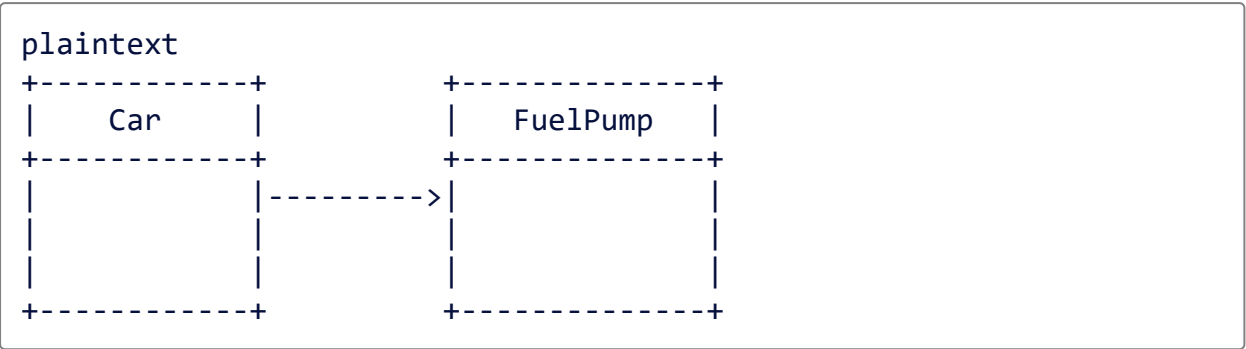 plaintext
+------------+          +--------------+
|    Car     |          |   FuelPump   |
+------------+          +--------------+
|            |--------->|              |
|            |          |              |
|            |          |              |
+------------+          +--------------+